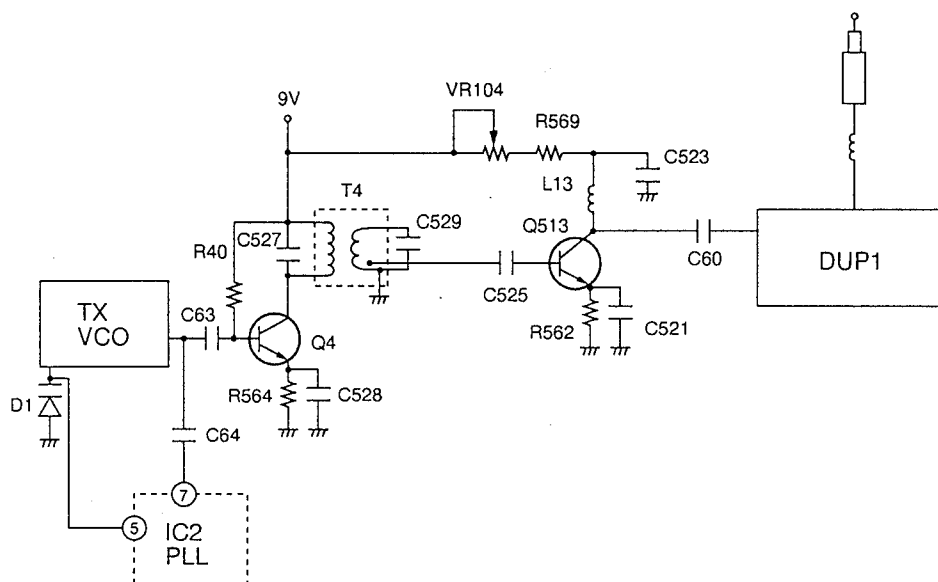 VR104
9V
R569
C523
L13
T4
Q513
C527
C529
R40
DUP1
C60
TX
VCO
C63
C525
R562
C521
Q4
R564
C528
D1
C64
7
5
IC2
PLL